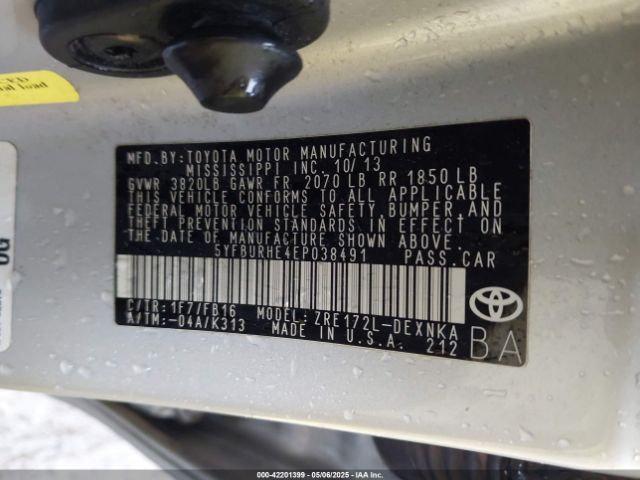 total load
MFD.BY:TOYOTA MOTOR MANUFACTURING
MISSISSIPPI INC. 10/13
GVWR 3820LB GAWR FR 2070 LB RR 1850 LB
THIS VEHICLE CONFORMS TO ALL APPLICABLE
FEDERAL MOTOR VEHICLE SAFETY, BUMPER, AND
THEFT PREVENTION STANDARDS IN EFFECT ON
THE DATE OF MANUFACTURE SHOWN ABOVE.
5YFBURHE4EP038491 PASS.CAR
C/TR: 1F7/FB16 MODEL: ZRE172L-DEXNKA
A/TM:-04A/K313 MADE IN U.S.A. 212
BA
000-42201399 | 05/06/2025 | IAA Inc.